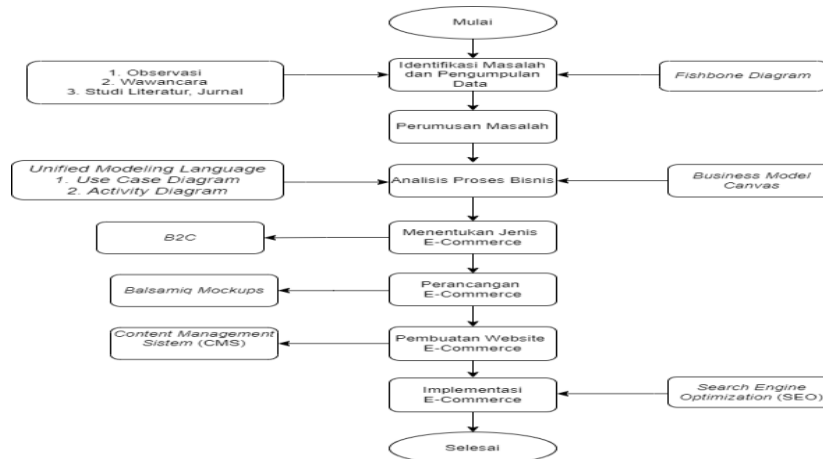 Mulai
1. Observasi
2. Wawancara
3. Studi Literatur, Jurnal
Identifikasi Masalah
dan Pengumpulan
Data
Fishbone Diagram
Perumusan Masalah
Unified Modeling Language
1. Use Case Diagram
2. Activity Diagram
Analisis Proses Bisnis
Business Model
Canvas
B2C
Menentukan Jenis
E-Commerce
Balsamiq Mockups
Perancangan
E-Commerce
Content Management
Sistem (CMS)
Pembuatan Website
E-Commerce
Implementasi
E-Commerce
Search Engine
Optimization (SEO)
Selesai